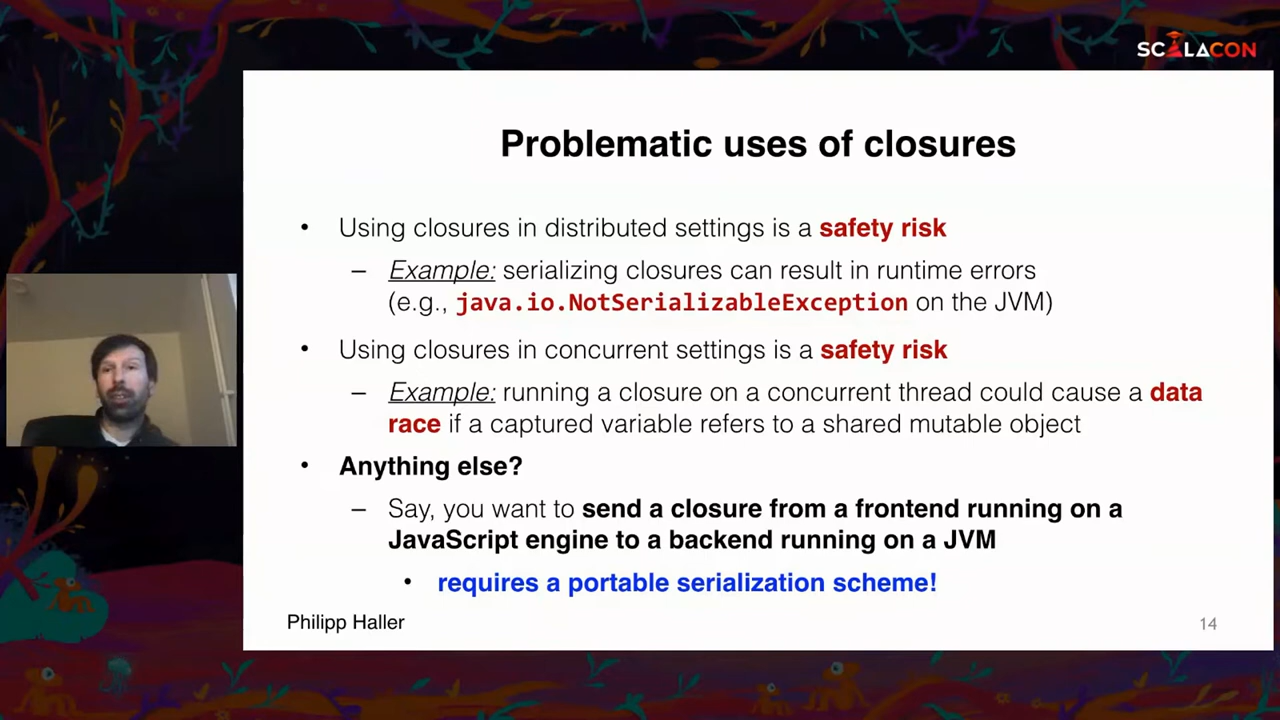 SCALACON
Problematic uses of closures
• Using closures in distributed settings is a safety risk
– Example: serializing closures can result in runtime errors
(e.g., java.io.NotSerializableException on the JVM)
• Using closures in concurrent settings is a safety risk
– Example: running a closure on a concurrent thread could cause a data
race if a captured variable refers to a shared mutable object
• Anything else?
– Say, you want to send a closure from a frontend running on a
JavaScript engine to a backend running on a JVM
• requires a portable serialization scheme!
Philipp Haller
14